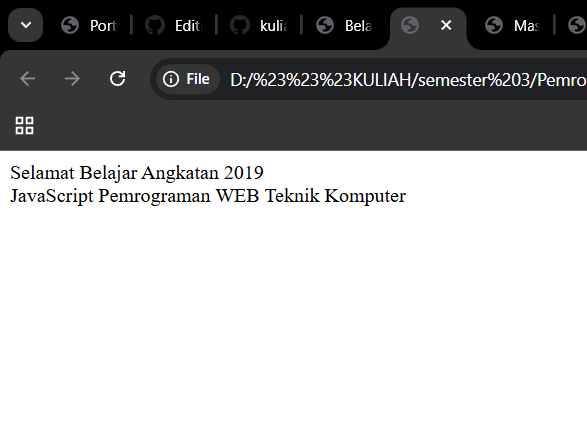 Port
Edit
kulia
Bela
Mas
File
D:/%23%23%23KULIAH/semester%203/Pemro
Selamat Belajar Angkatan 2019
JavaScript Pemrograman WEB Teknik Komputer